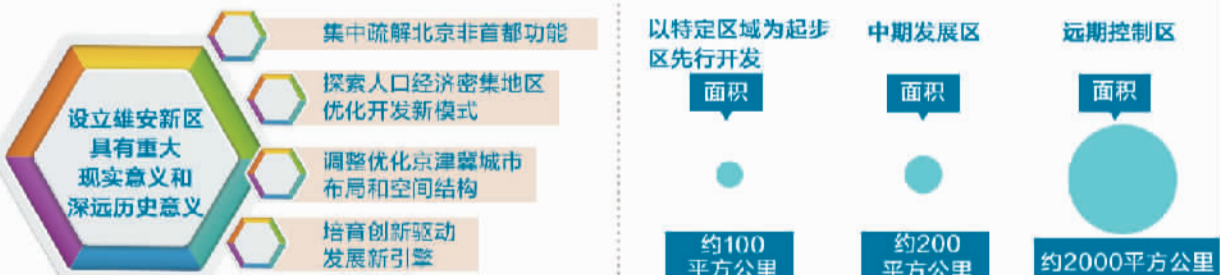 设立雄安新区
具有重大
现实意义和
深远历史意义
集中疏解北京非首都功能
探索人口经济密集地区
优化开发新模式
调整优化京津冀城市
布局和空间结构
培育创新驱动
发展新引擎
以特定区域为起步
区先行开发
面积
约100
平方公里
中期发展区
面积
约200
平方公里
远期控制区
面积
约2000平方公里